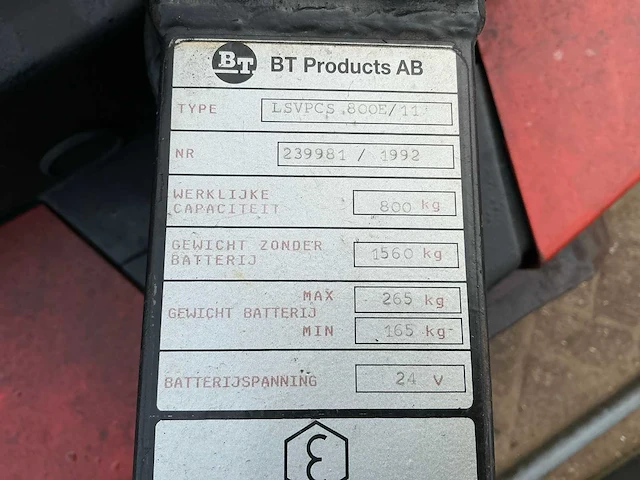 BT BT Products AB
TYPE LSVPCS 800E/11
NR 239981 / 1992
WERKLIJKE
CAPACITEIT 800 kg
GEWICHT ZONDER
BATTERIJ 1560 kg
MAX 265 kg
GEWICHT BATTERIJ
MIN 165 kg
BATTERIJSPANNING 24 V
ε